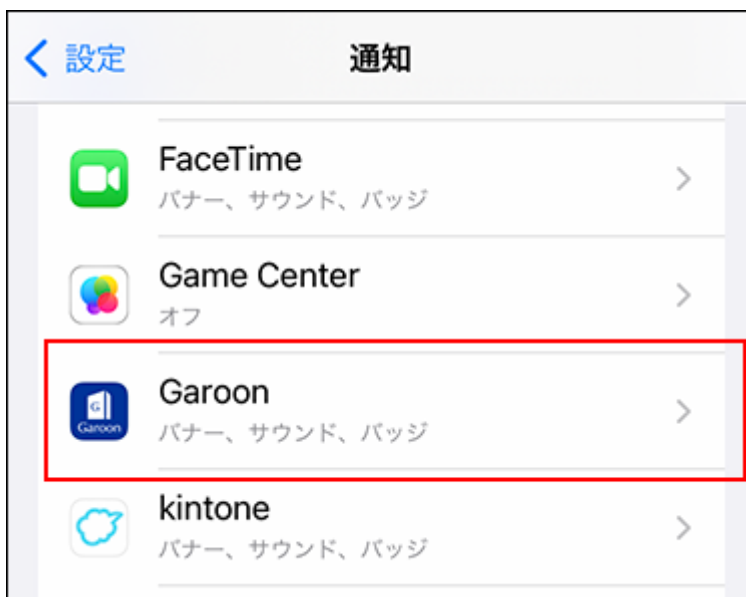 設定
通知
FaceTime
バナー、サウンド、バッジ
Game Center
オフ
G
Garoon
Garoon
バナー、サウンド、バッジ
kintone
バナー、サウンド、バッジ